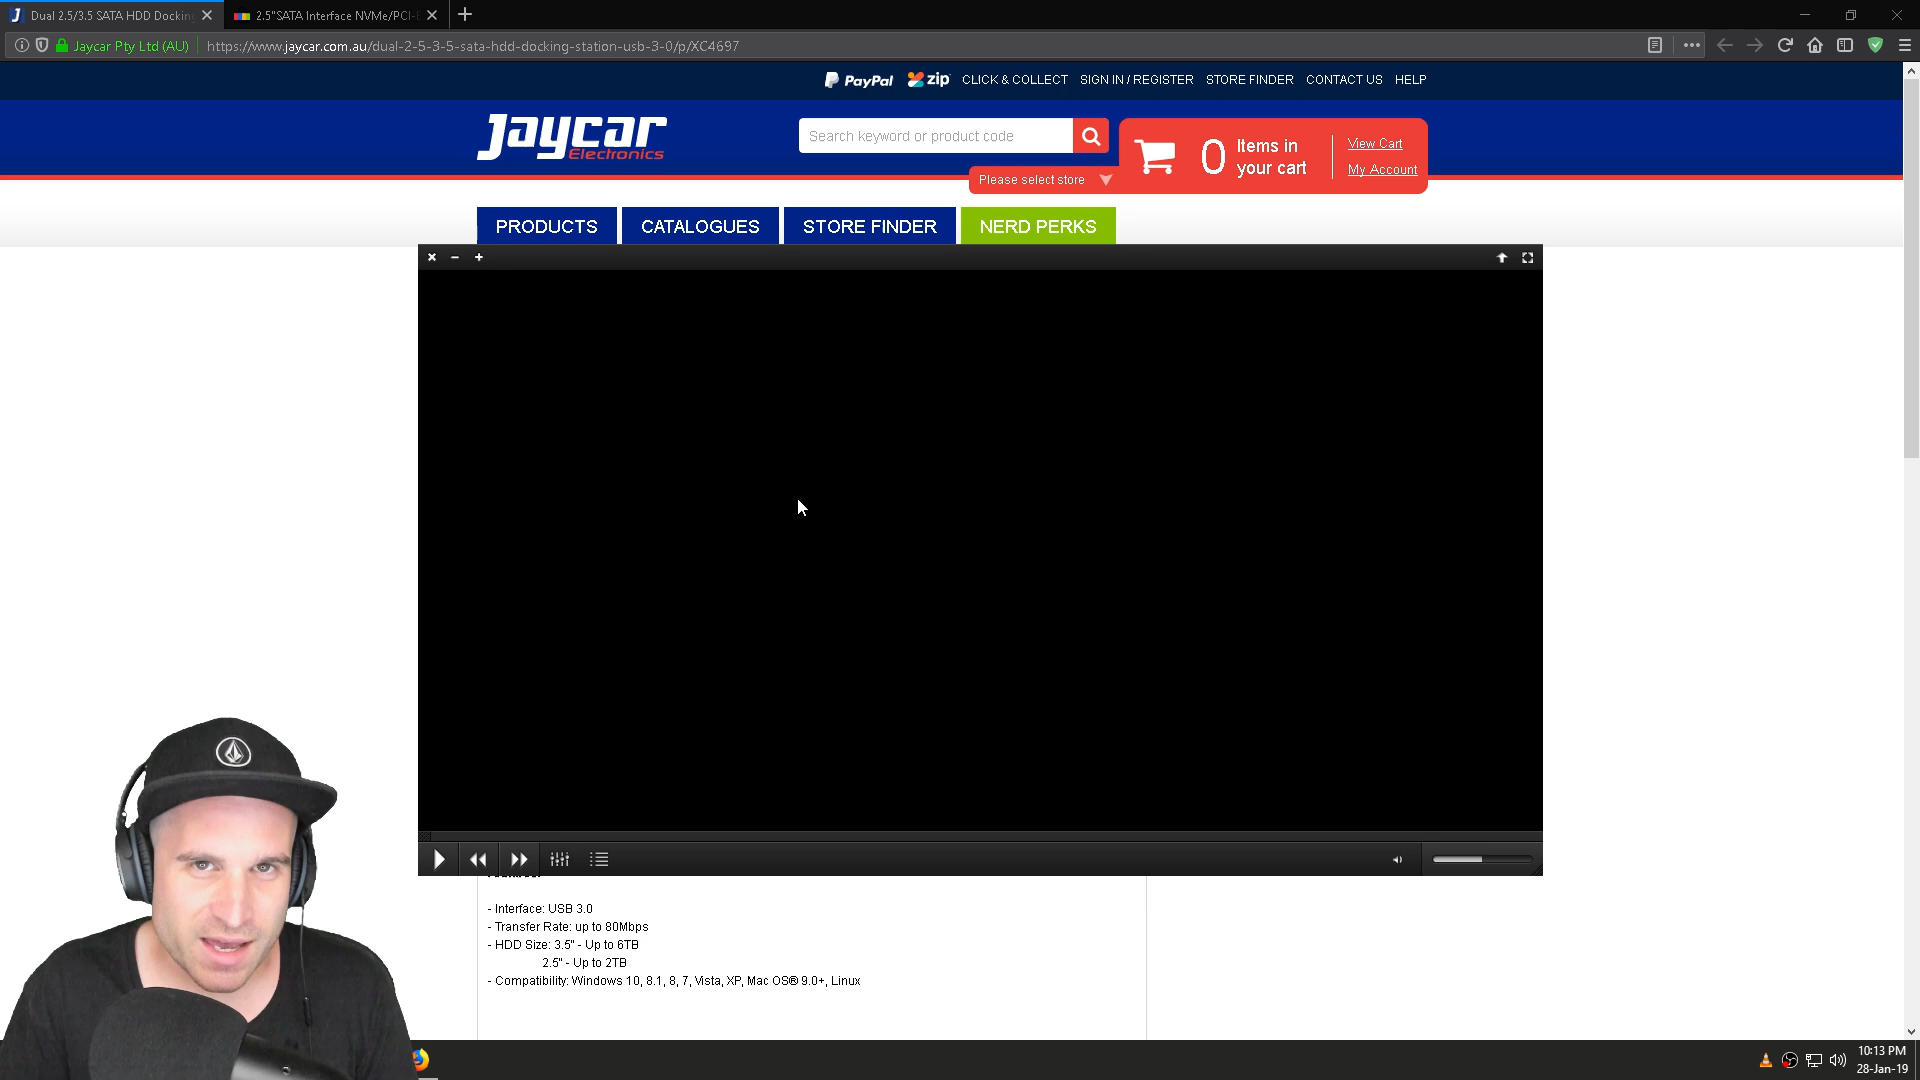 Dual 2.5/3.5 SATA HDD Dockin
2.5"SATA Interface NVMe/PCI-
Jaycar Pty Ltd (AU)
https://www.jaycar.com.au/dual-2-5-3-5-sata-hdd-docking-station-usb-3-0/p/XC4697
PayPal
zip
CLICK & COLLECT
SIGN IN / REGISTER
STORE FINDER
CONTACT US
HELP
Jaycar
Electronics
Search keyword or product code
0
Items in
your cart
View Cart
My Account
Please select store
PRODUCTS
CATALOGUES
STORE FINDER
NERD PERKS
- Interface: USB 3.0
- Transfer Rate: up to 80Mbps
- HDD Size: 3.5" - Up to 6TB
2.5" - Up to 2TB
- Compatibility: Windows 10, 8.1, 8, 7, Vista, XP, Mac OS® 9.0+, Linux
10:13 PM
28-Jan-19